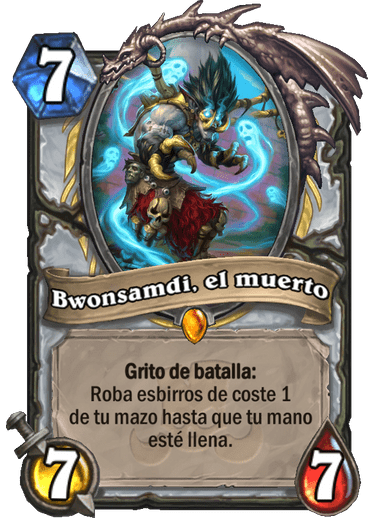 7
Bwonsamdi, el muerto
Grito de batalla:
Roba esbirros de coste 1
de tu mazo hasta que tu mano
esté llena.
7
7